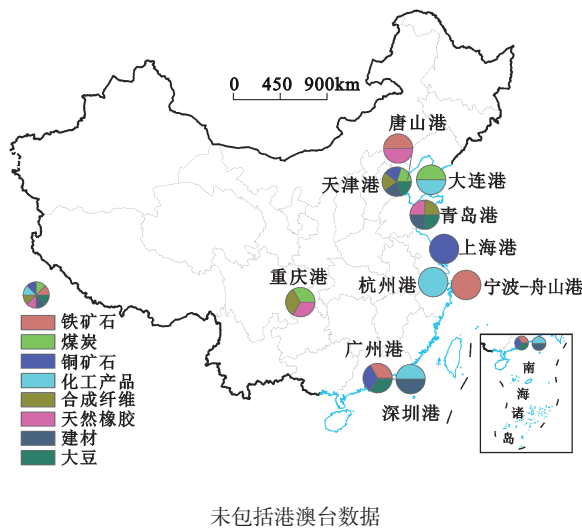 0 450 900km
唐山港
天津港
大连港
青岛港
上海港
重庆港
杭州港
宁波-舟山港
铁矿石
煤炭
铜矿石
化工产品
合成纤维
天然橡胶
建材
大豆
广州港
深圳港
南
海
诸
岛
未包括港澳台数据